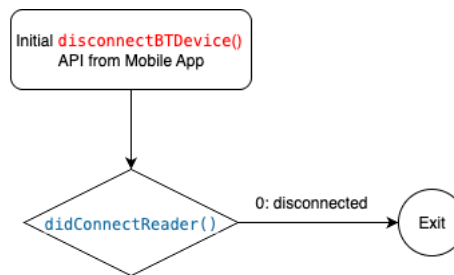 Initial disconnectBTDevice()
API from Mobile App
didConnectReader()
0: disconnected
Exit